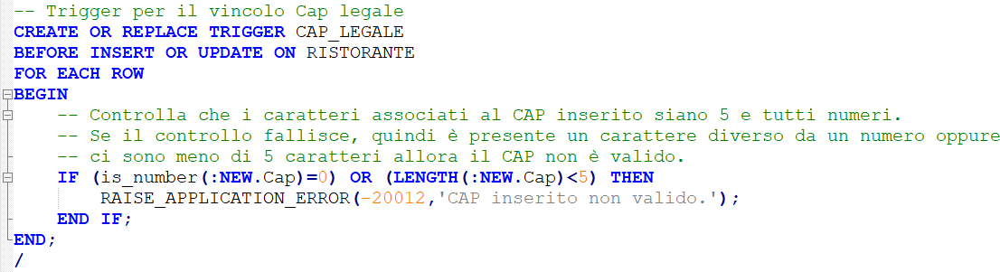 -- Trigger per il vincolo Cap legale
CREATE OR REPLACE TRIGGER CAP_LEGALE
BEFORE INSERT OR UPDATE ON RISTORANTE
FOR EACH ROW
BEGIN
    -- Controlla che i caratteri associati al CAP inserito siano 5 e tutti numeri.
    -- Se il controllo fallisce, quindi è presente un carattere diverso da un numero oppure
    -- ci sono meno di 5 caratteri allora il CAP non è valido.
    IF (is_number(:NEW.Cap)=0) OR (LENGTH(:NEW.Cap)<5) THEN
        RAISE_APPLICATION_ERROR(-20012,'CAP inserito non valido.');
    END IF;
END;
/